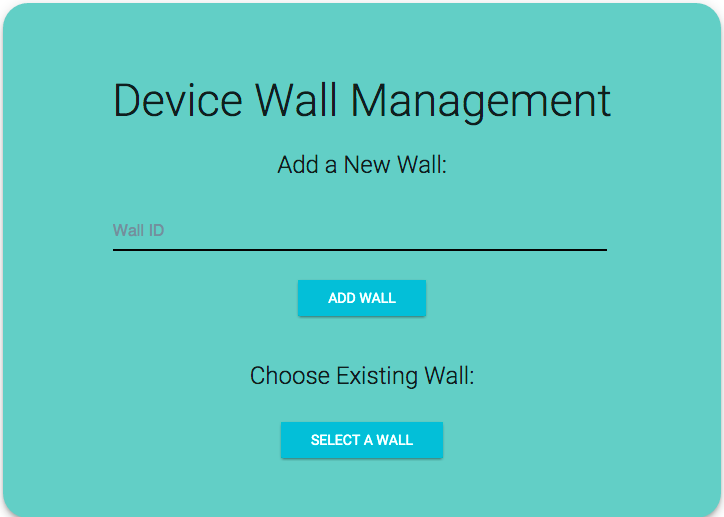 Device Wall Management
Add a New Wall:
Wall ID
ADD WALL
Choose Existing Wall:
SELECT A WALL